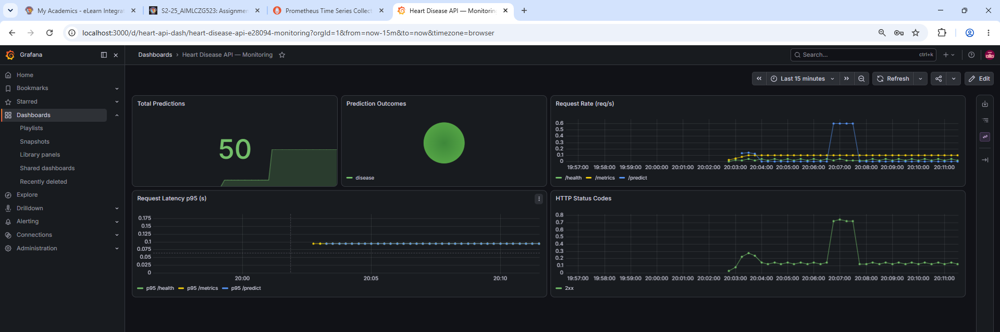 My Academics - eLearn Integra
S2-25_AIMLCZG523: Assignmen
Prometheus Time Series Collect
Heart Disease API — Monitorin
localhost:3000/d/heart-api-dash/heart-disease-api-e28094-monitoring?orgId=1&from=now-15m&to=now&timezone=browser
Grafana
Dashboards › Heart Disease API — Monitoring
Search...
ctrl+k
Home
Bookmarks
Starred
Dashboards
Playlists
Snapshots
Library panels
Shared dashboards
Recently deleted
Explore
Drilldown
Alerting
Connections
Administration
Last 15 minutes
Refresh
Edit
Total Predictions
50
Prediction Outcomes
disease
Request Rate (req/s)
0.6
0.5
0.4
0.3
0.2
0.1
0
19:57:00 19:58:00 19:59:00 20:00:00 20:01:00 20:02:00 20:03:00 20:04:00 20:05:00 20:06:00 20:07:00 20:08:00 20:09:00 20:10:00 20:11:00
/health /metrics /predict
Request Latency p95 (s)
0.175
0.15
0.125
0.1
0.075
0.05
0.025
0
20:00 20:05 20:10
p95 /health p95 /metrics p95 /predict
HTTP Status Codes
0.8
0.7
0.6
0.5
0.4
0.3
0.2
0.1
0
19:57:00 19:58:00 19:59:00 20:00:00 20:01:00 20:02:00 20:03:00 20:04:00 20:05:00 20:06:00 20:07:00 20:08:00 20:09:00 20:10:00 20:11:00
2xx